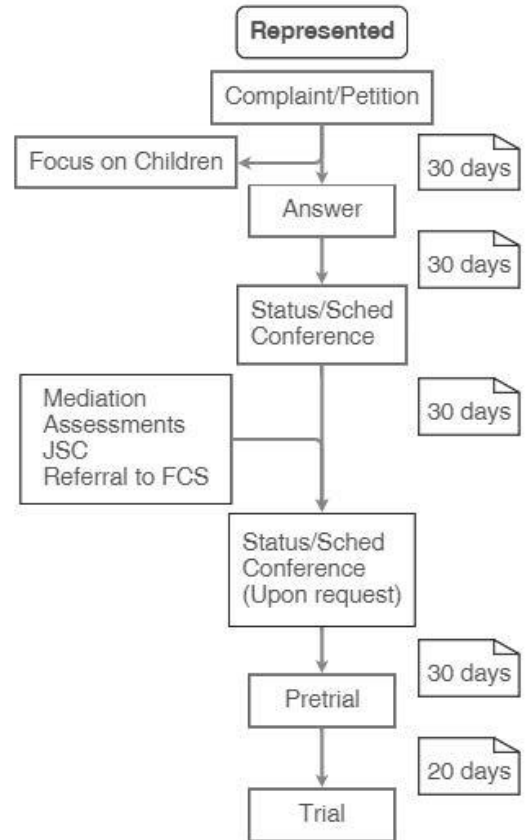 Represented
Complaint/Petition
Focus on Children
30 days
Answer
30 days
Status/Sched
Conference
Mediation
Assessments
JSC
Referral to FCS
30 days
Status/Sched
Conference
(Upon request)
30 days
Pretrial
20 days
Trial